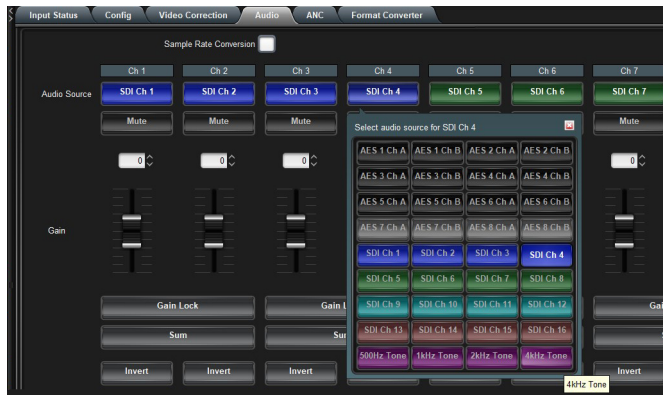 Input Status Config Video Correction Audio ANC Format Converter
Sample Rate Conversion
Ch 1 Ch 2 Ch 3 Ch 4 Ch 5 Ch 6 Ch 7
Audio Source SDI Ch 1 SDI Ch 2 SDI Ch 3 SDI Ch 4 SDI Ch 5 SDI Ch 6 SDI Ch 7
Mute Mute Mute Mute
Select audio source for SDI Ch 4
AES 1 Ch A AES 1 Ch B AES 2 Ch A AES 2 Ch B
0 0 0 0
AES 3 Ch A AES 3 Ch B AES 4 Ch A AES 4 Ch B
AES 5 Ch A AES 5 Ch B AES 6 Ch A AES 6 Ch B
Gain
AES 7 Ch A AES 7 Ch B AES 8 Ch A AES 8 Ch B
SDI Ch 1 SDI Ch 2 SDI Ch 3 SDI Ch 4
SDI Ch 5 SDI Ch 6 SDI Ch 7 SDI Ch 8
Gain Lock Gain L SDI Ch 9 SDI Ch 10 SDI Ch 11 SDI Ch 12 Gai
Sum Su SDI Ch 13 SDI Ch 14 SDI Ch 15 SDI Ch 16
500Hz Tone 1kHz Tone 2kHz Tone 4kHz Tone
Invert Invert Invert Invert
4kHz Tone